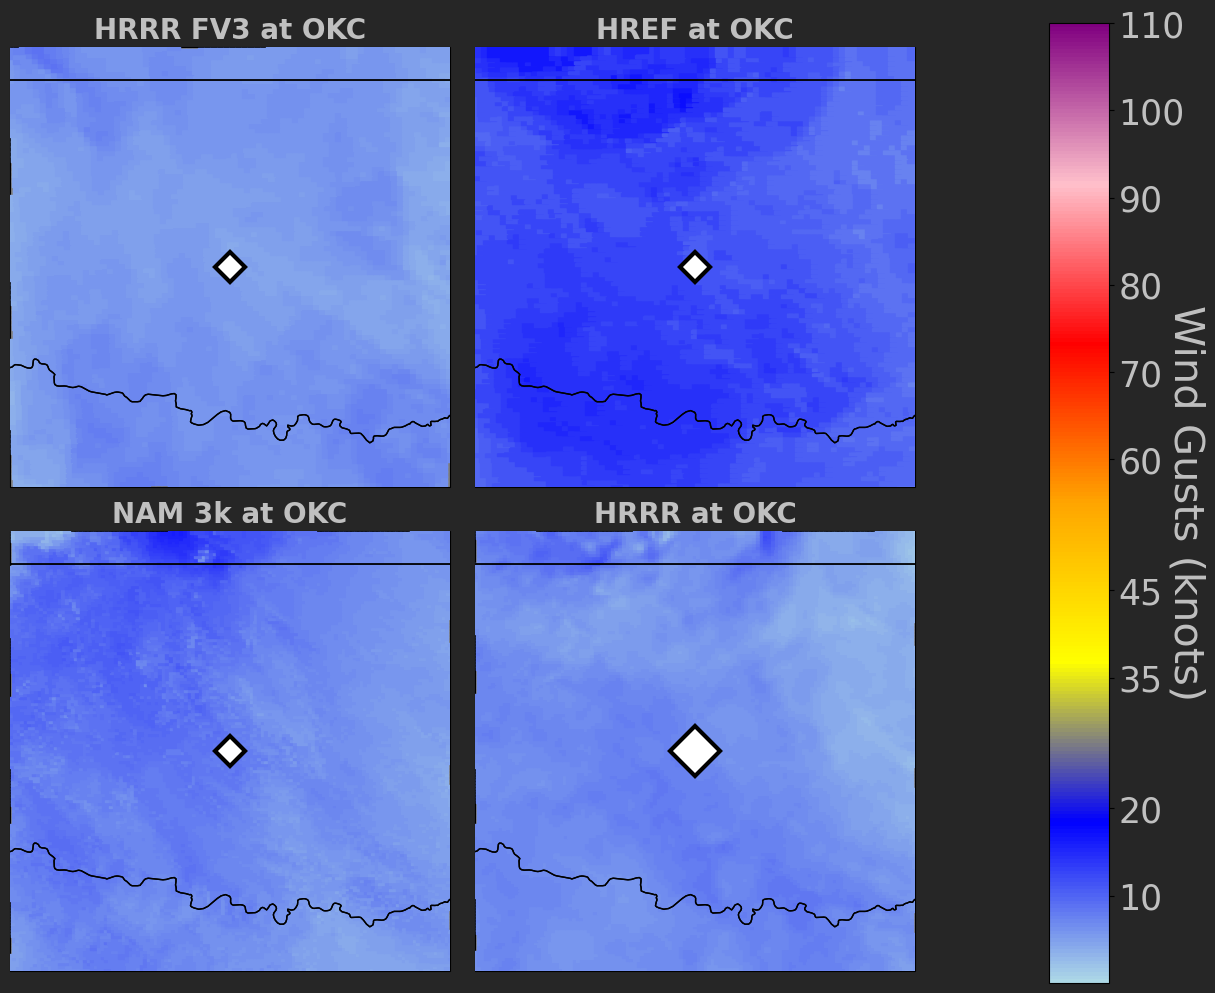 HRRR FV3 at OKC
HREF at OKC
NAM 3k at OKC
HRRR at OKC
110
100
90
80
70
60
45
35
20
10
Wind Gusts (knots)